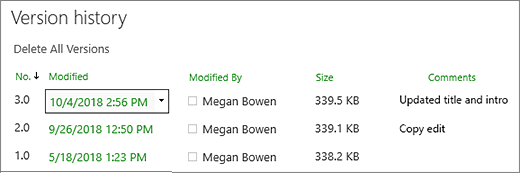 Version history
Delete All Versions
No. Modified Modified By Size Comments
3.0 10/4/2018 2:56 PM Megan Bowen 339.5 KB Updated title and intro
2.0 9/26/2018 12:50 PM Megan Bowen 339.1 KB Copy edit
1.0 5/18/2018 1:23 PM Megan Bowen 338.2 KB